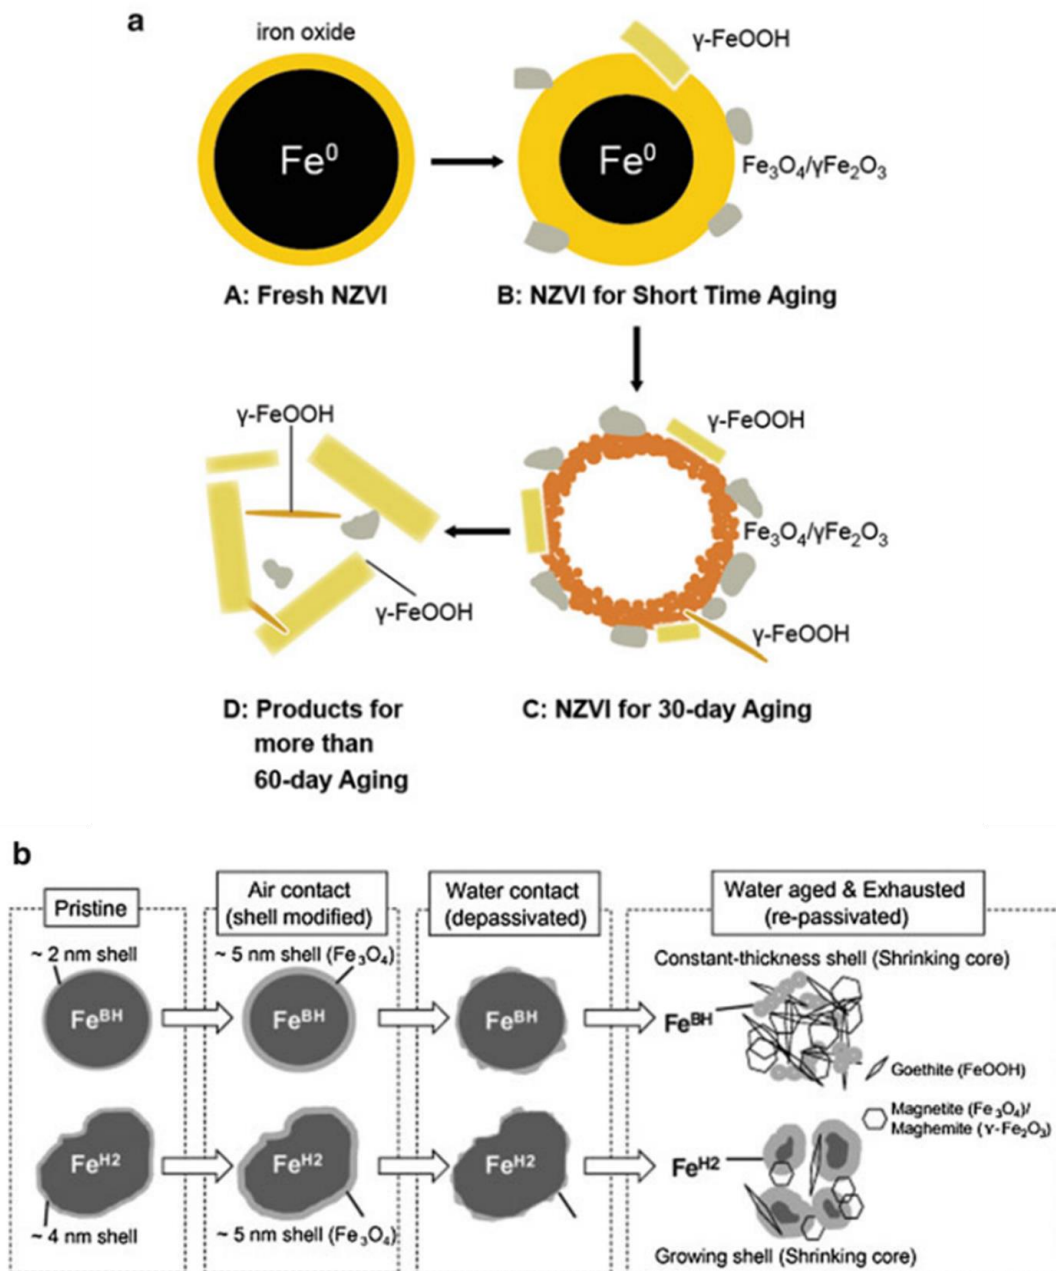 a
iron oxide
Fe⁰
A: Fresh NZVI
γ-FeOOH
Fe⁰
Fe₃O₄/γFe₂O₃
B: NZVI for Short Time Aging
γ-FeOOH
Fe₃O₄/γFe₂O₃
γ-FeOOH
C: NZVI for 30-day Aging
γ-FeOOH
γ-FeOOH
D: Products for
more than
60-day Aging
b
Pristine
Air contact
(shell modified)
Water contact
(depassivated)
Water aged & Exhausted
(re-passivated)
~ 2 nm shell
Feᴮᴴ
~ 5 nm shell (Fe₃O₄)
Feᴮᴴ
Feᴮᴴ
Constant-thickness shell (Shrinking core)
Feᴮᴴ
Goethite (FeOOH)
Magnetite (Fe₃O₄)/
Maghemite (γ-Fe₂O₃)
Feᴴ²
~ 4 nm shell
Feᴴ²
~ 5 nm shell (Fe₃O₄)
Feᴴ²
Feᴴ²
Growing shell (Shrinking core)